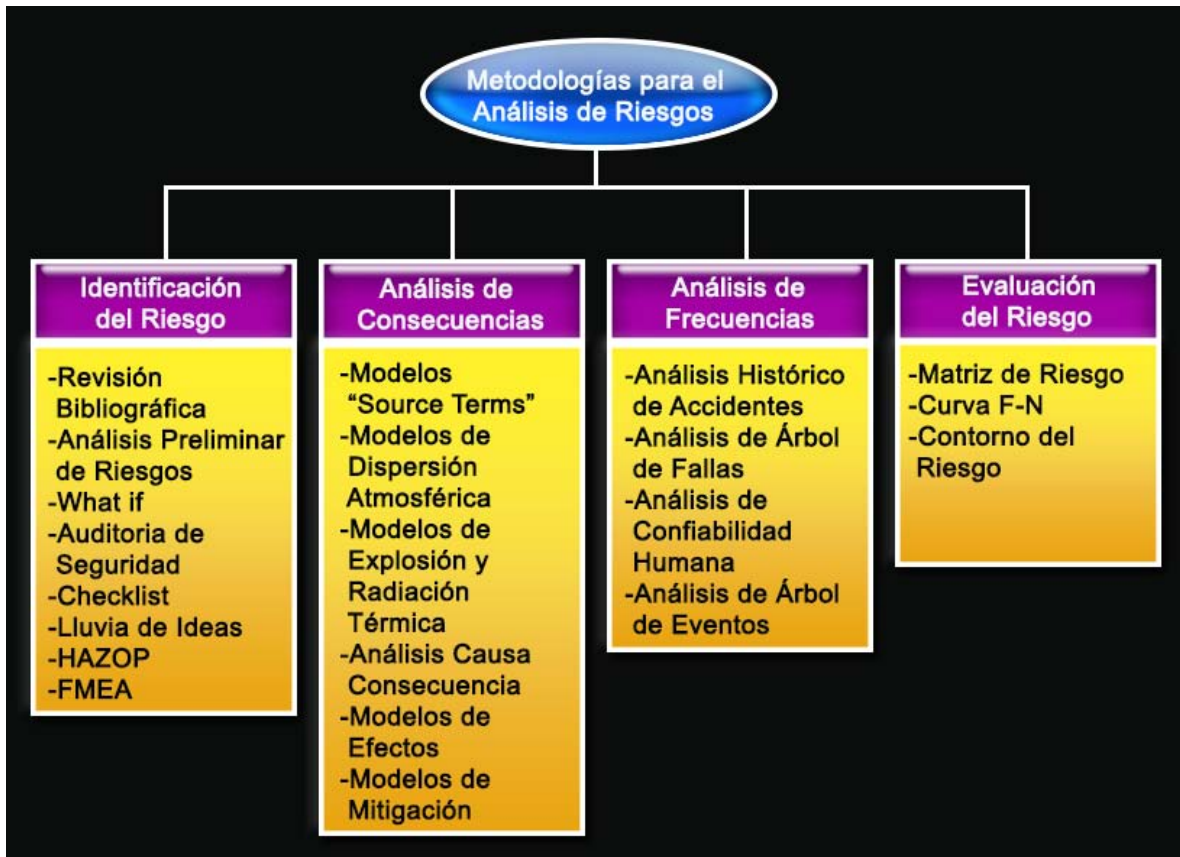 Metodologías para el
Análisis de Riesgos
Identificación
del Riesgo
-Revisión
Bibliográfica
-Análisis Preliminar
de Riesgos
-What if
-Auditoria de
Seguridad
-Checklist
-Lluvia de Ideas
-HAZOP
-FMEA
Análisis de
Consecuencias
-Modelos
“Source Terms”
-Modelos de
Dispersión
Atmosférica
-Modelos de
Explosión y
Radiación
Térmica
-Análisis Causa
Consecuencia
-Modelos de
Efectos
-Modelos de
Mitigación
Análisis de
Frecuencias
-Análisis Histórico
de Accidentes
-Análisis de Árbol
de Fallas
-Análisis de
Confiabilidad
Humana
-Análisis de Árbol
de Eventos
Evaluación
del Riesgo
-Matriz de Riesgo
-Curva F-N
-Contorno del
Riesgo